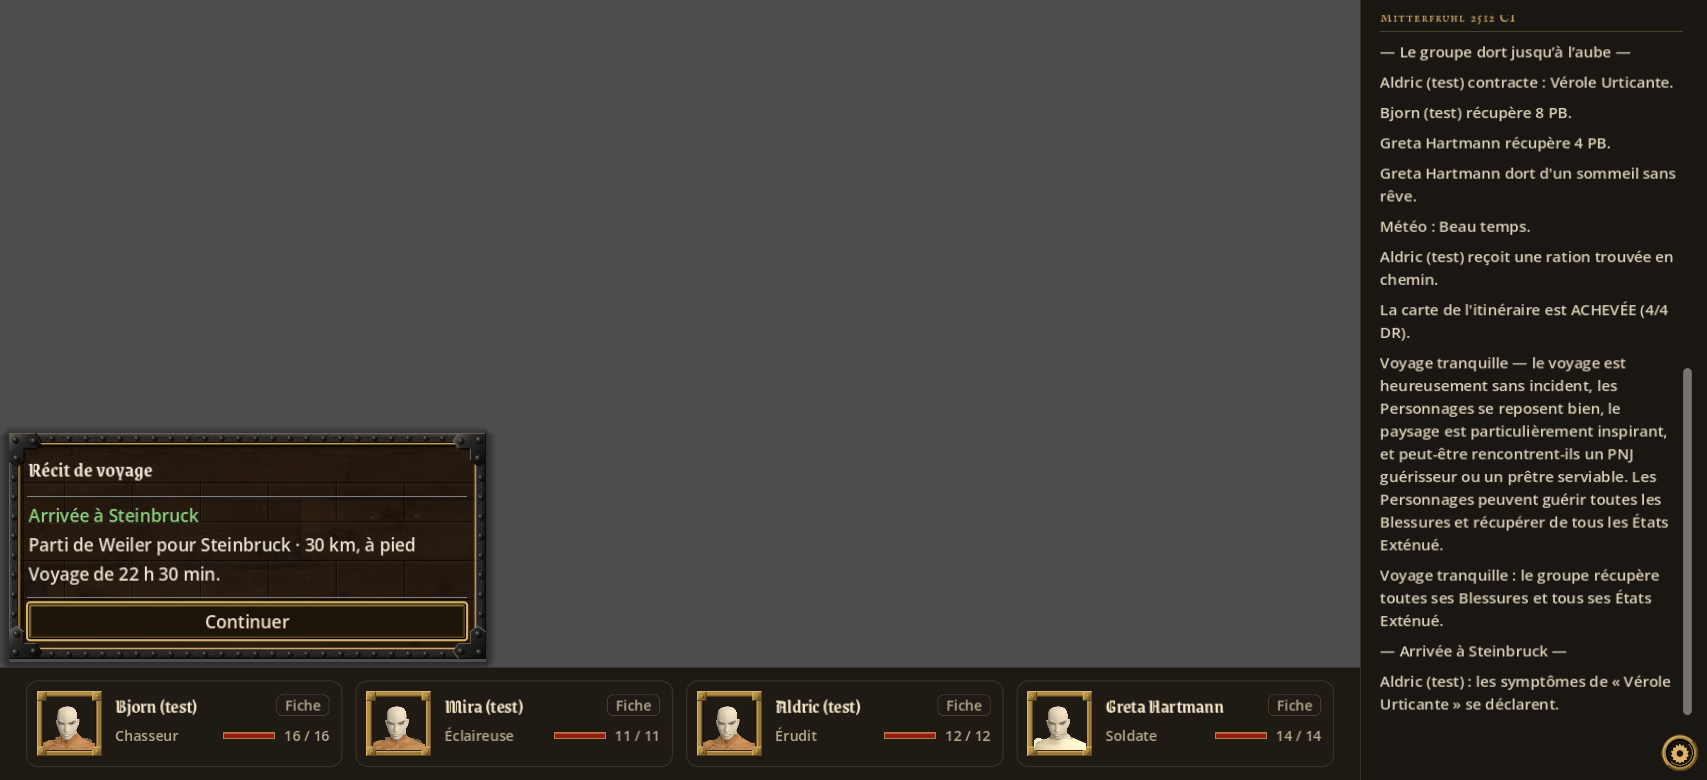 Récit de voyage
Arrivée à Steinbruck
Parti de Weiler pour Steinbruck · 30 km, à pied
Voyage de 22 h 30 min.
Continuer
Bjorn (test)
Fiche
Chasseur
16 / 16
Mira (test)
Fiche
Éclaireuse
11 / 11
Aldric (test)
Fiche
Érudit
12 / 12
Greta Hartmann
Fiche
Soldate
14 / 14
Mitterfruhl 2512 CI
— Le groupe dort jusqu'à l'aube —
Aldric (test) contracte : Vérole Urticante.
Bjorn (test) récupère 8 PB.
Greta Hartmann récupère 4 PB.
Greta Hartmann dort d'un sommeil sans
rêve.
Météo : Beau temps.
Aldric (test) reçoit une ration trouvée en
chemin.
La carte de l'itinéraire est ACHEVÉE (4/4
DR).
Voyage tranquille — le voyage est
heureusement sans incident, les
Personnages se reposent bien, le
paysage est particulièrement inspirant,
et peut-être rencontrent-ils un PNJ
guérisseur ou un prêtre serviable. Les
Personnages peuvent guérir toutes les
Blessures et récupérer de tous les États
Exténué.
Voyage tranquille : le groupe récupère
toutes ses Blessures et tous ses États
Exténué.
— Arrivée à Steinbruck —
Aldric (test) : les symptômes de « Vérole
Urticante » se déclarent.